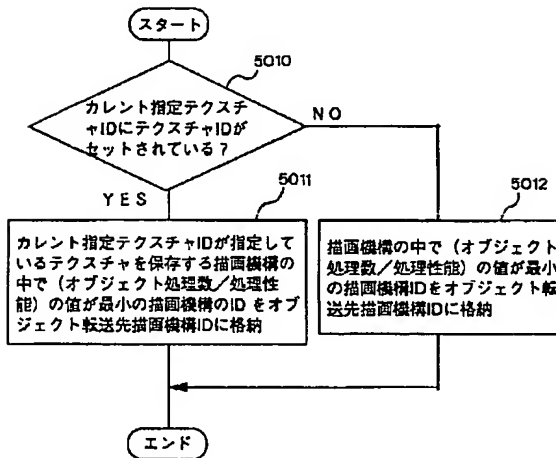 スタート
5010
カレント指定テクスチ
ャIDにテクスチャIDが
セットされている?
NO
YES
5011
カレント指定テクスチャIDが指定して
いるテクスチャを保存する描画機構の
中で(オブジェクト処理数/処理性
能)の値が最小の描画機構のID をオブ
ジェクト転送先描画機構IDに格納
5012
描画機構の中で(オブジェクト
処理数/処理性能)の値が最小
の描画機構IDをオブジェクト転
送先描画機構IDに格納
エンド